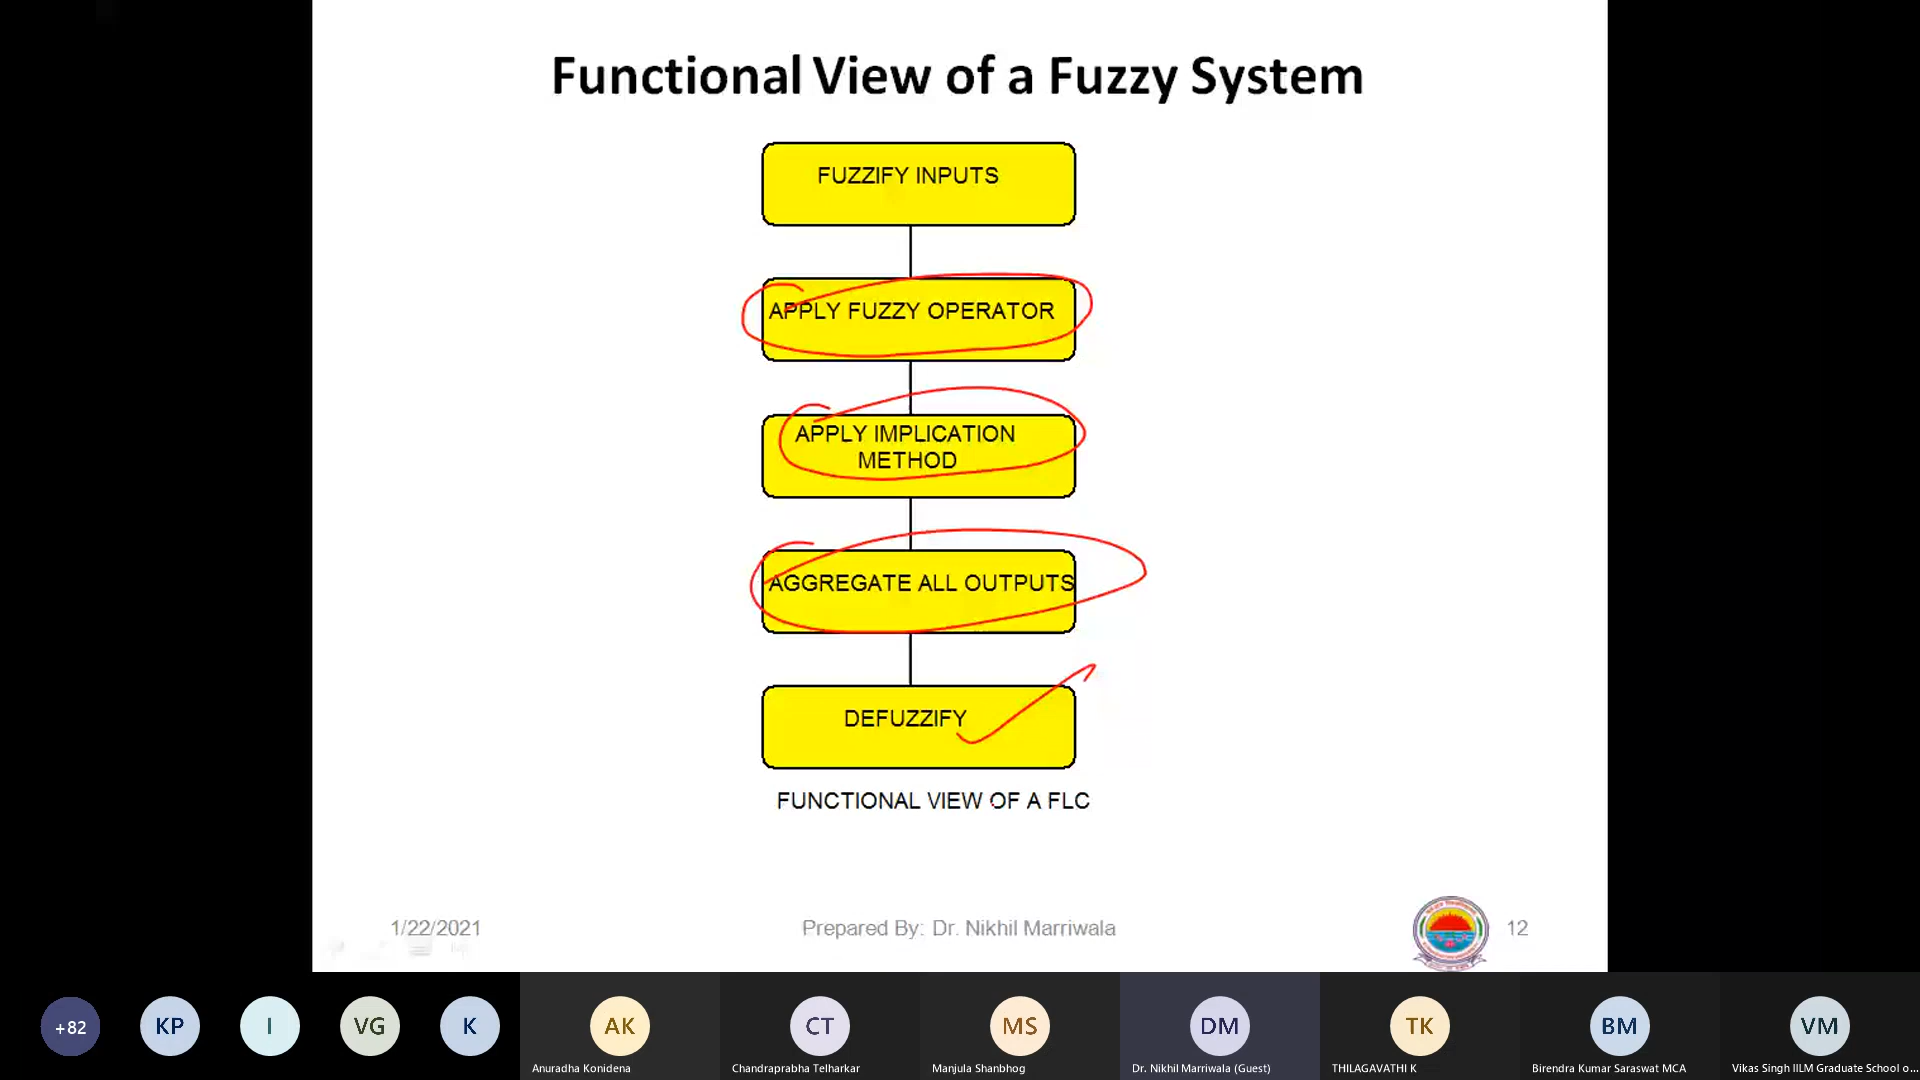 Functional View of a Fuzzy System
FUZZIFY INPUTS
APPLY FUZZY OPERATOR
APPLY IMPLICATION
METHOD
AGGREGATE ALL OUTPUTS
DEFUZZIFY
FUNCTIONAL VIEW OF A FLC
1/22/2021
Prepared By: Dr. Nikhil Marriwala
12
+82
KP
I
VG
K
AK
CT
MS
DM
TK
BM
VM
Anuradha Konidena
Chandraprabha Telharkar
Manjula Shanbhog
Dr. Nikhil Marriwala (Guest)
THILAGAVATHI K
Birendra Kumar Saraswat MCA
Vikas Singh IILM Graduate School o...